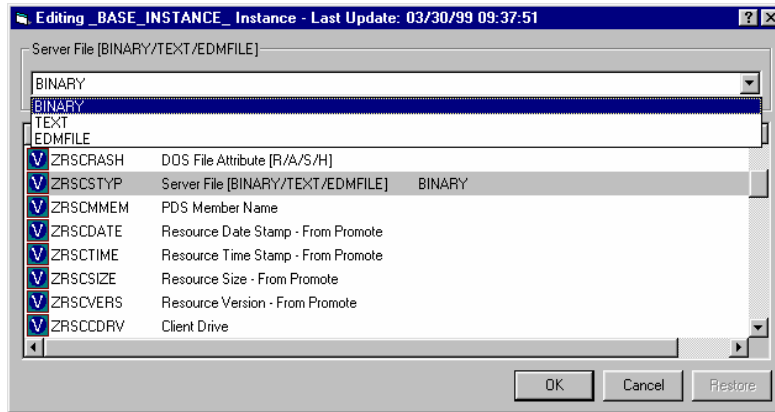 Editing _BASE_INSTANCE_ Instance - Last Update: 03/30/99 09:37:51
Server File [BINARY/TEXT/EDMFILE]
BINARY
BINARY
TEXT
EDMFILE
V ZRSCRASH DOS File Attribute [R/A/S/H]
V ZRSCSTYP Server File [BINARY/TEXT/EDMFILE] BINARY
V ZRSCMMEM PDS Member Name
V ZRSCDATE Resource Date Stamp - From Promote
V ZRSCTIME Resource Time Stamp - From Promote
V ZRSCSIZE Resource Size - From Promote
V ZRSCVERS Resource Version - From Promote
V ZRSCCDRV Client Drive
OK Cancel Restore